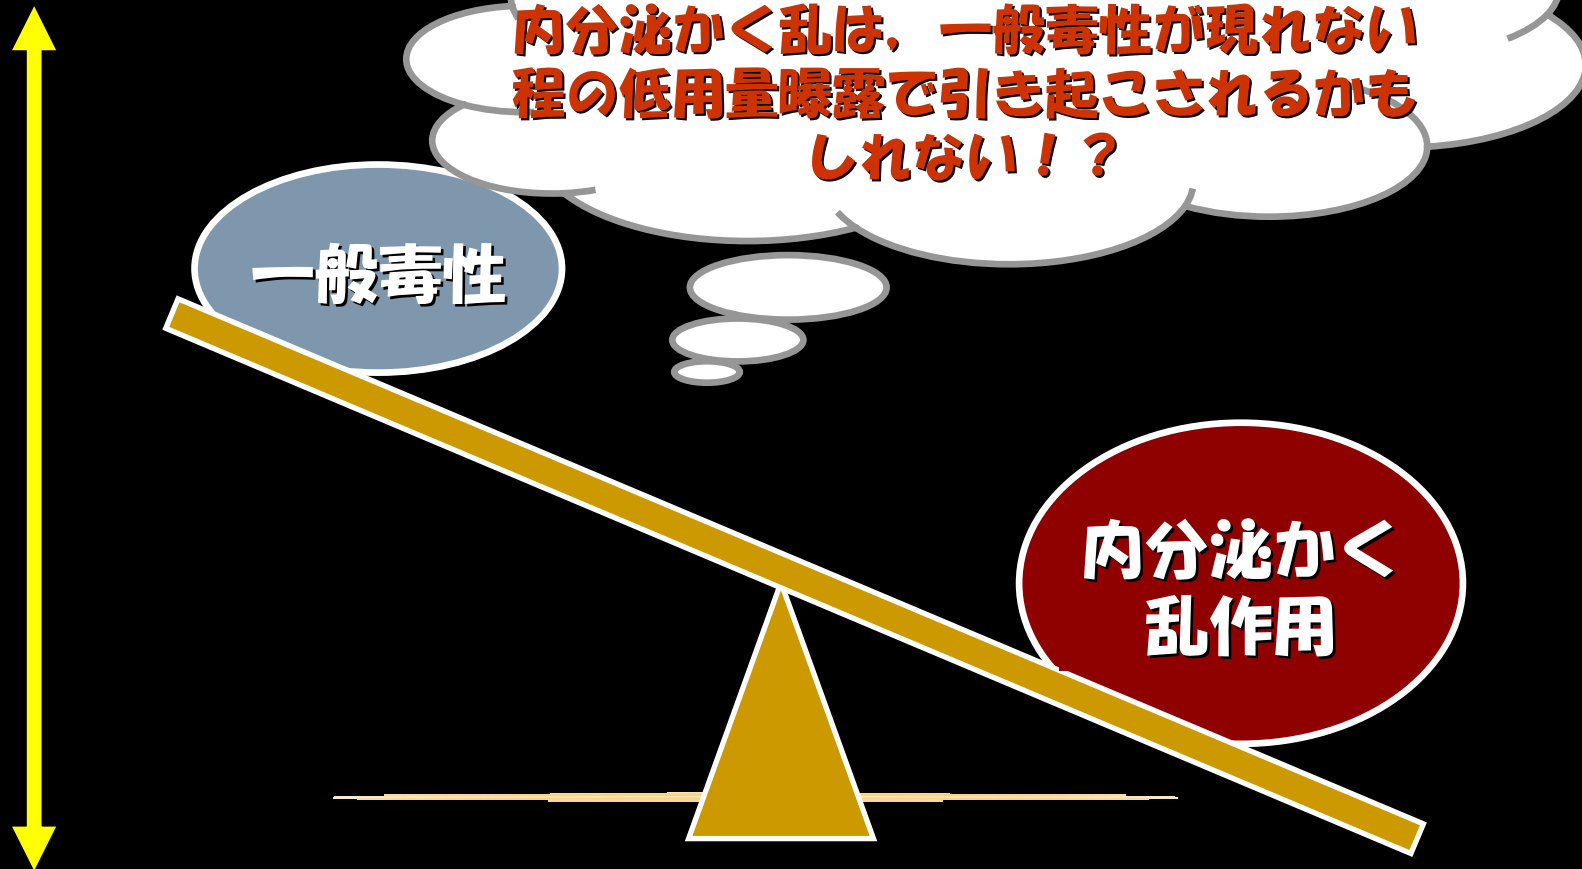 内分泌かく乱は，一般毒性が現れない
程の低用量曝露で引き起こされるかも
しれない！？
一般毒性
内分泌かく
乱作用